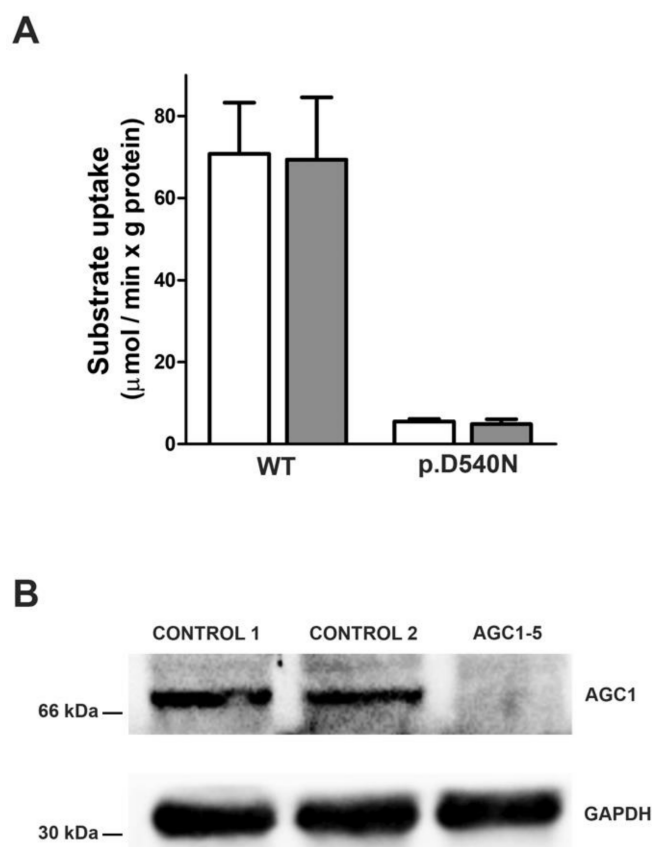 A
Substrate uptake
(μmol / min x g protein)
80
60
40
20
0
WT
p.D540N
B
CONTROL 1
CONTROL 2
AGC1-5
66 kDa
AGC1
30 kDa
GAPDH